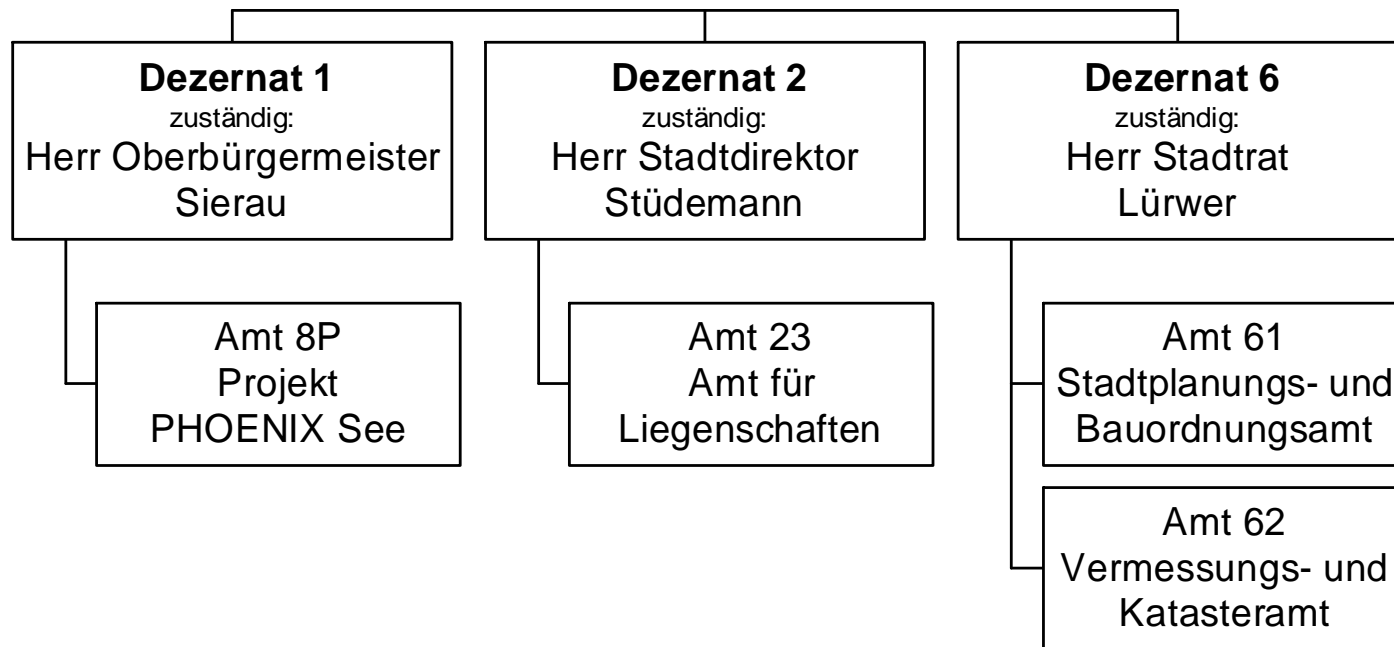 Dezernat 1
zuständig:
Herr Oberbürgermeister
Sierau
Dezernat 2
zuständig:
Herr Stadtdirektor
Stüdemann
Dezernat 6
zuständig:
Herr Stadtrat
Lürwer
Amt 8P
Projekt
PHOENIX See
Amt 23
Amt für
Liegenschaften
Amt 61
Stadtplanungs- und
Bauordnungsamt
Amt 62
Vermessungs- und
Katasteramt